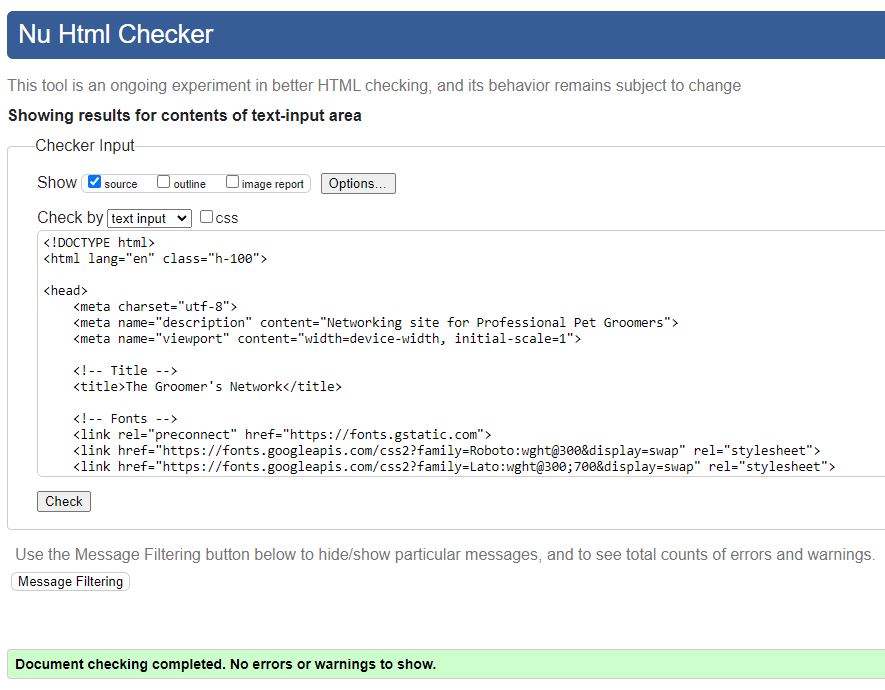 Nu Html Checker
This tool is an ongoing experiment in better HTML checking, and its behavior remains subject to change
Showing results for contents of text-input area
Checker Input
Show source outline image report Options...
Check by text input css
<!DOCTYPE html>
<html lang="en" class="h-100">
<head>
<meta charset="utf-8">
<meta name="description" content="Networking site for Professional Pet Groomers">
<meta name="viewport" content="width=device-width, initial-scale=1">
<!-- Title -->
<title>The Groomer's Network</title>
<!-- Fonts -->
<link rel="preconnect" href="https://fonts.gstatic.com">
<link href="https://fonts.googleapis.com/css2?family=Roboto:wght@300&display=swap" rel="stylesheet">
<link href="https://fonts.googleapis.com/css2?family=Lato:wght@300;700&display=swap" rel="stylesheet">
Check
Use the Message Filtering button below to hide/show particular messages, and to see total counts of errors and warnings.
Message Filtering
Document checking completed. No errors or warnings to show.